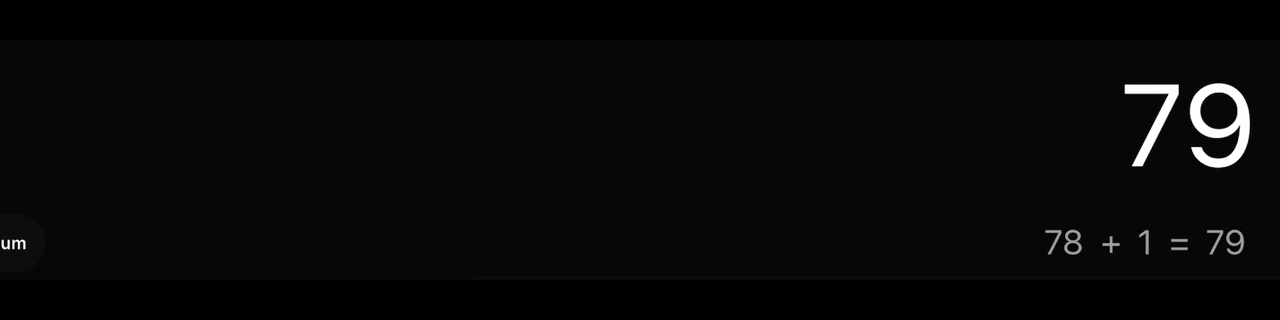 79
um
78 + 1 = 79